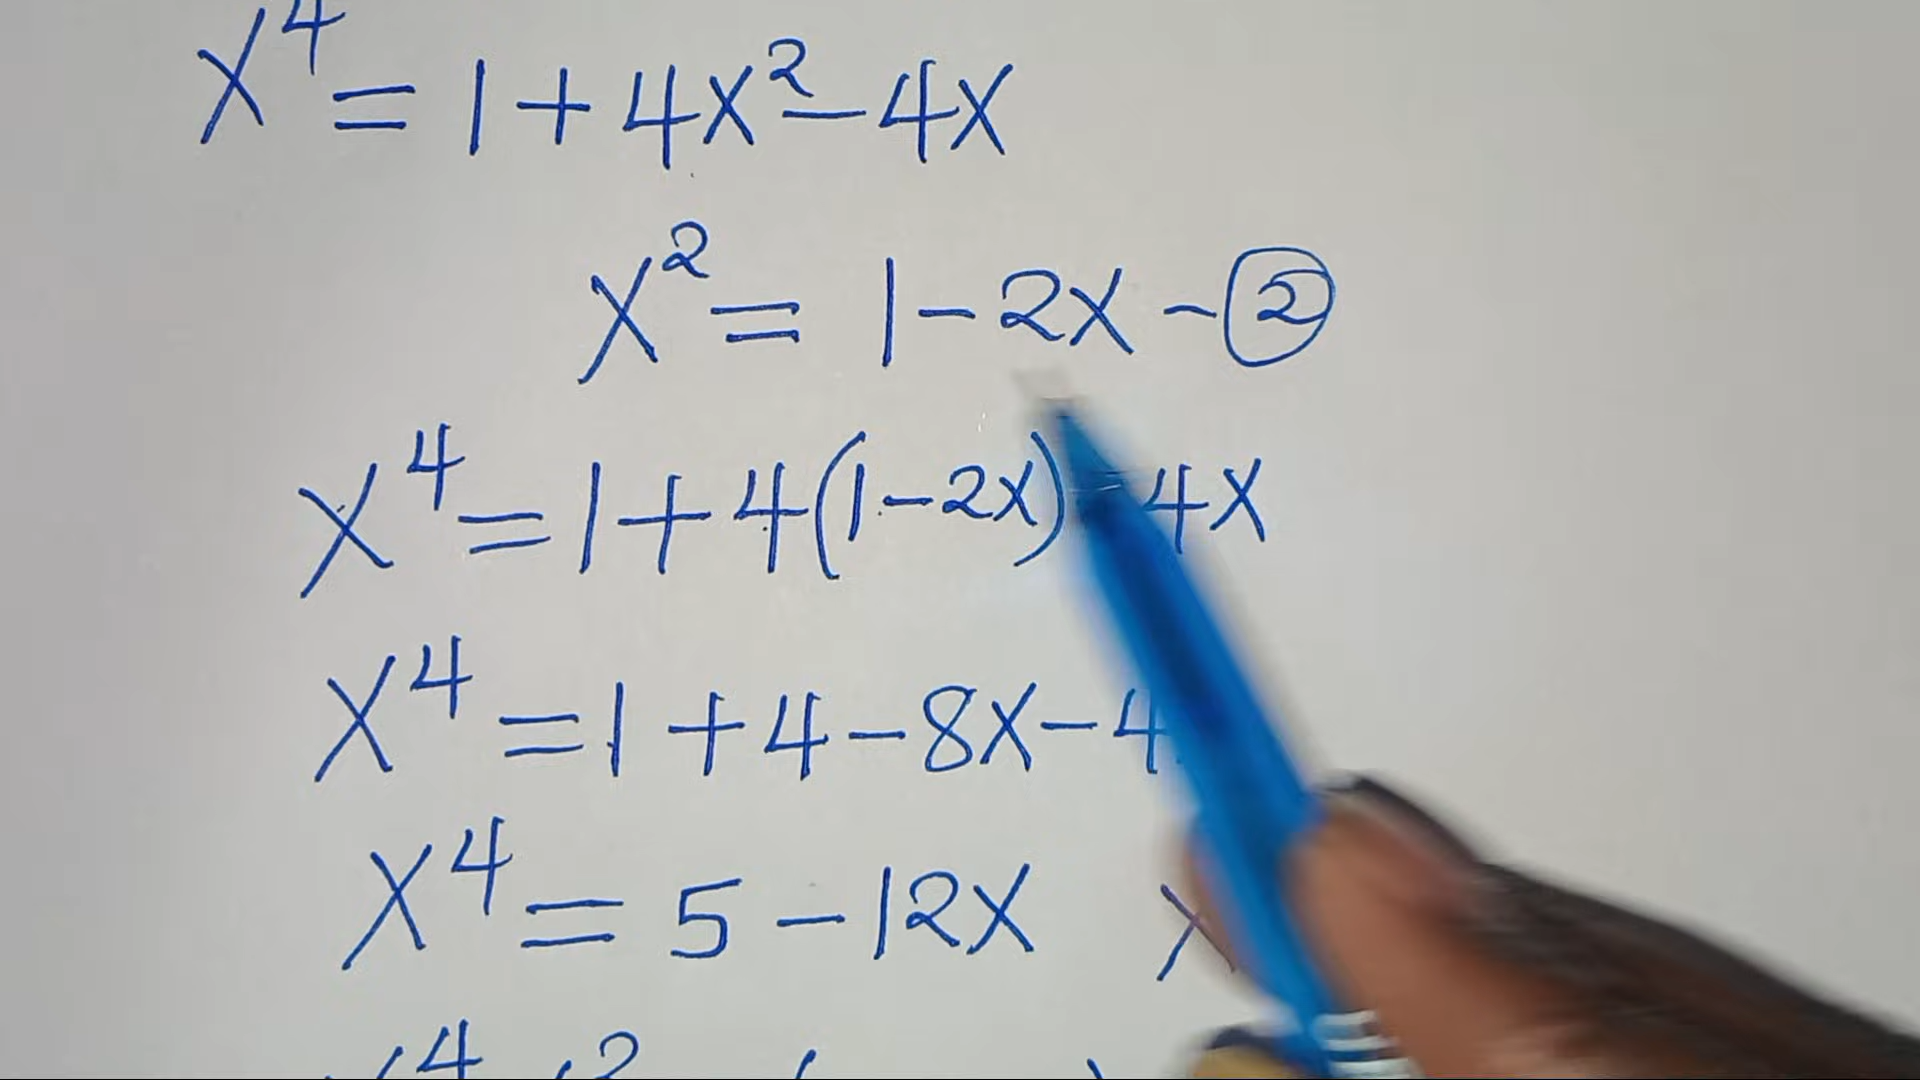 x⁴ = 1 + 4x² - 4x
x² = 1 - 2x - ②
x⁴ = 1 + 4(1 - 2x) 4x
x⁴ = 1 + 4 - 8x - 4
x⁴ = 5 - 12x x